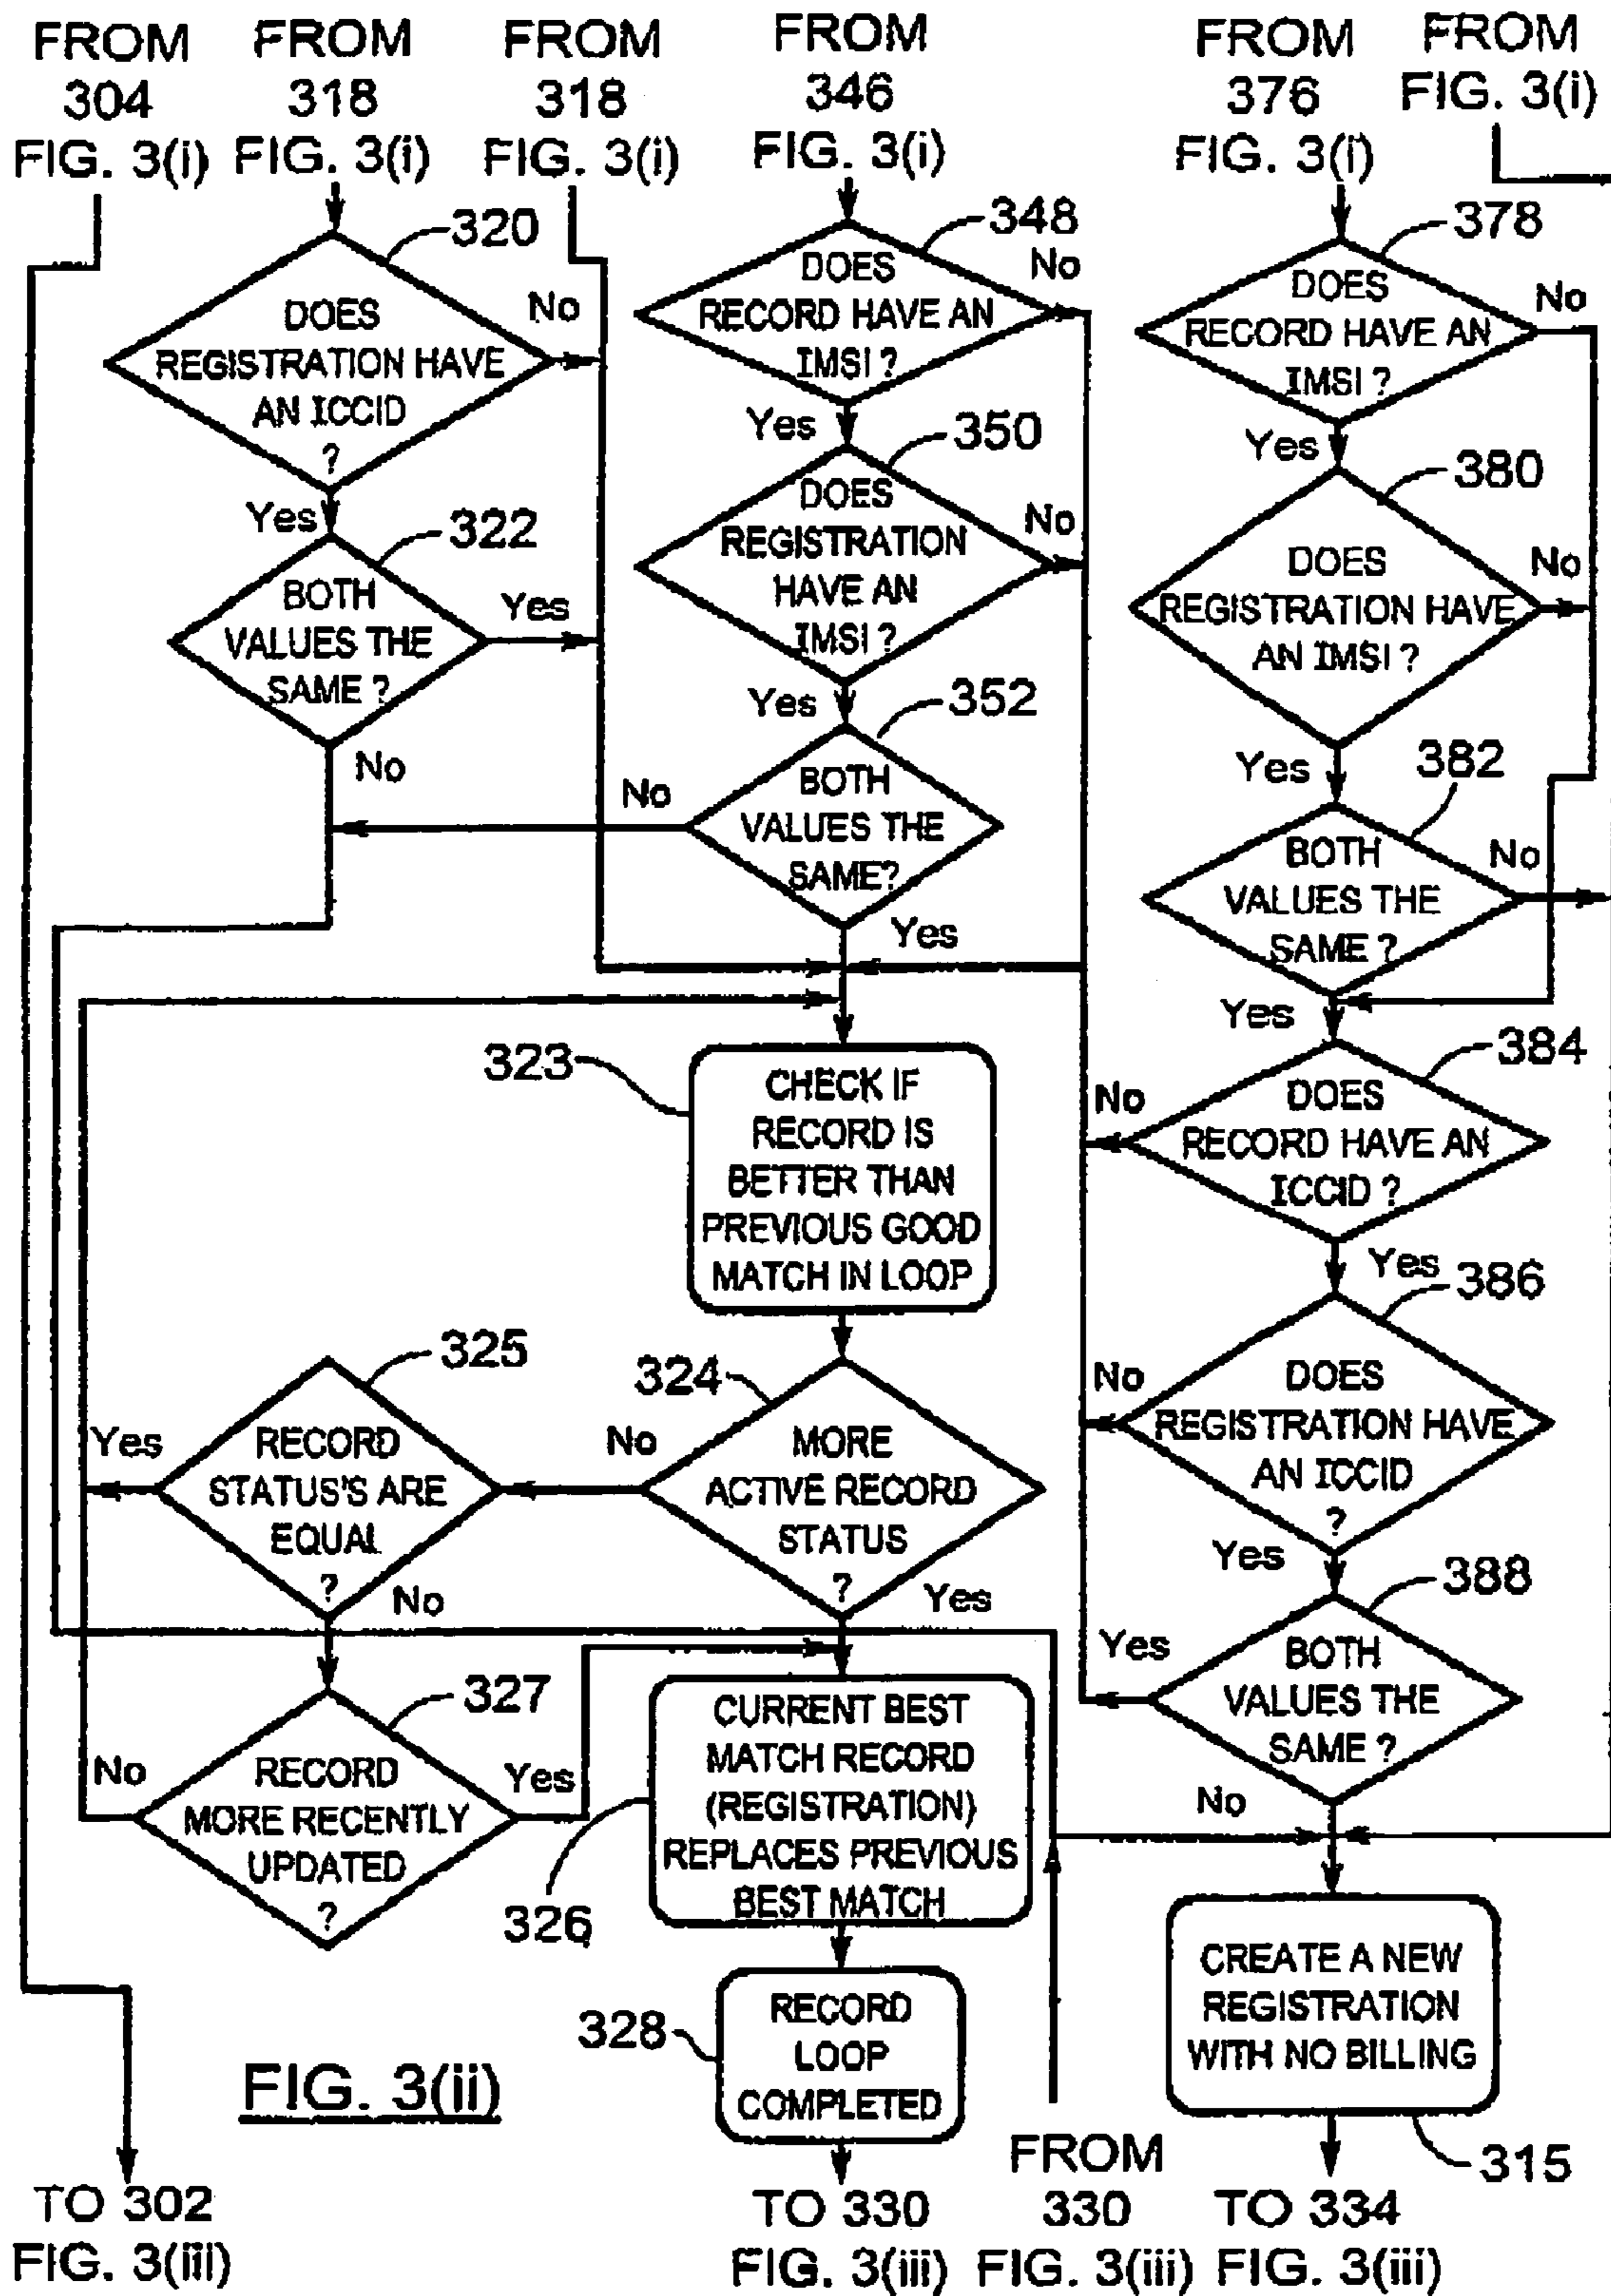 FROM
304
FIG. 3(i)
FROM
318
FIG. 3(i)
FROM
318
FIG. 3(i)
FROM
346
FIG. 3(i)
FROM
376
FIG. 3(i)
FROM
FIG. 3(i)
320
DOES
REGISTRATION HAVE
AN ICCID
?
No
Yes
322
BOTH
VALUES THE
SAME ?
Yes
No
348
DOES
RECORD HAVE AN
IMSI ?
No
Yes
350
DOES
REGISTRATION
HAVE AN
IMSI ?
No
Yes
352
BOTH
VALUES THE
SAME?
No
Yes
378
DOES
RECORD HAVE AN
IMSI ?
No
Yes
380
DOES
REGISTRATION HAVE
AN IMSI ?
No
Yes
382
BOTH
VALUES THE
SAME ?
No
Yes
384
DOES
RECORD HAVE AN
ICCID ?
No
Yes
386
DOES
REGISTRATION HAVE
AN ICCID
?
No
Yes
388
BOTH
VALUES THE
SAME ?
Yes
No
323
CHECK IF
RECORD IS
BETTER THAN
PREVIOUS GOOD
MATCH IN LOOP
324
MORE
ACTIVE RECORD
STATUS
?
No
Yes
325
RECORD
STATUS'S ARE
EQUAL
?
Yes
No
327
RECORD
MORE RECENTLY
UPDATED
?
No
Yes
326
CURRENT BEST
MATCH RECORD
(REGISTRATION)
REPLACES PREVIOUS
BEST MATCH
328
RECORD
LOOP
COMPLETED
CREATE A NEW
REGISTRATION
WITH NO BILLING
315
FIG. 3(ii)
TO 302
FIG. 3(iii)
TO 330
FIG. 3(iii)
FROM
330
FIG. 3(iii)
TO 334
FIG. 3(iii)